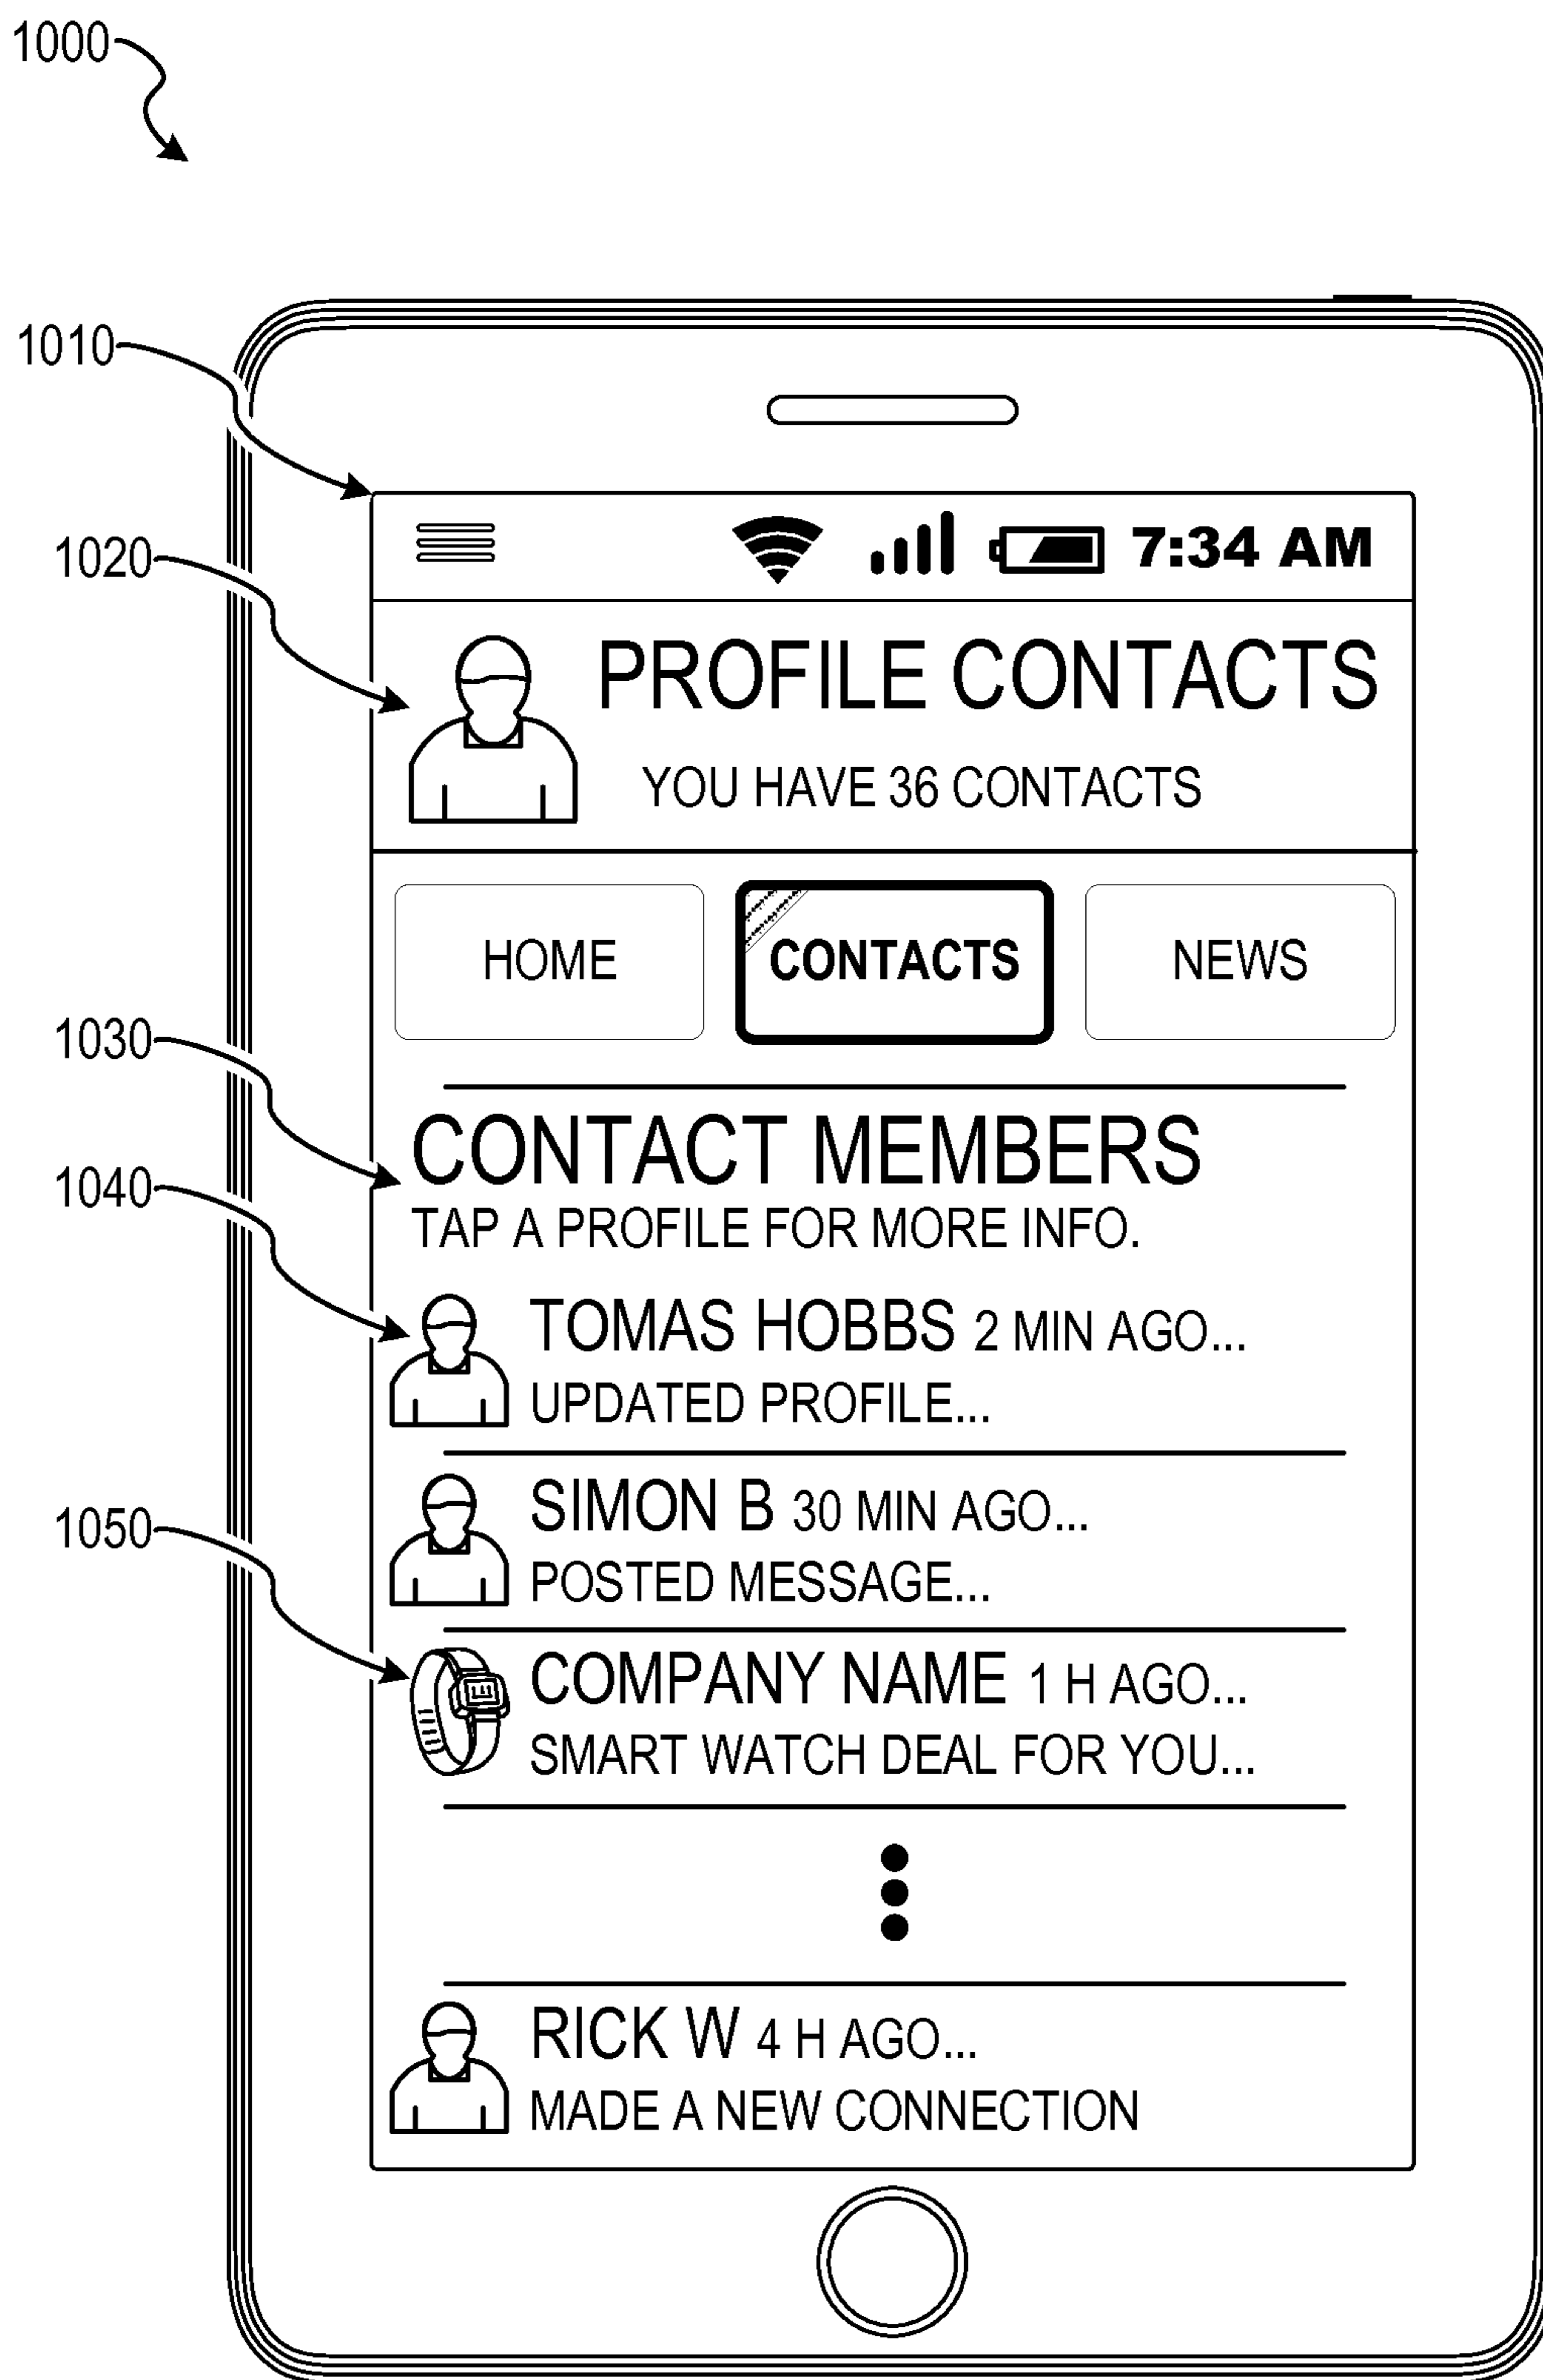 1000
1010
7:34 AM
1020
PROFILE CONTACTS
YOU HAVE 36 CONTACTS
HOME
CONTACTS
NEWS
1030
CONTACT MEMBERS
1040
TAP A PROFILE FOR MORE INFO.
TOMAS HOBBS 2 MIN AGO...
UPDATED PROFILE...
SIMON B 30 MIN AGO...
1050
POSTED MESSAGE...
COMPANY NAME 1 H AGO...
SMART WATCH DEAL FOR YOU...
RICK W 4 H AGO...
MADE A NEW CONNECTION